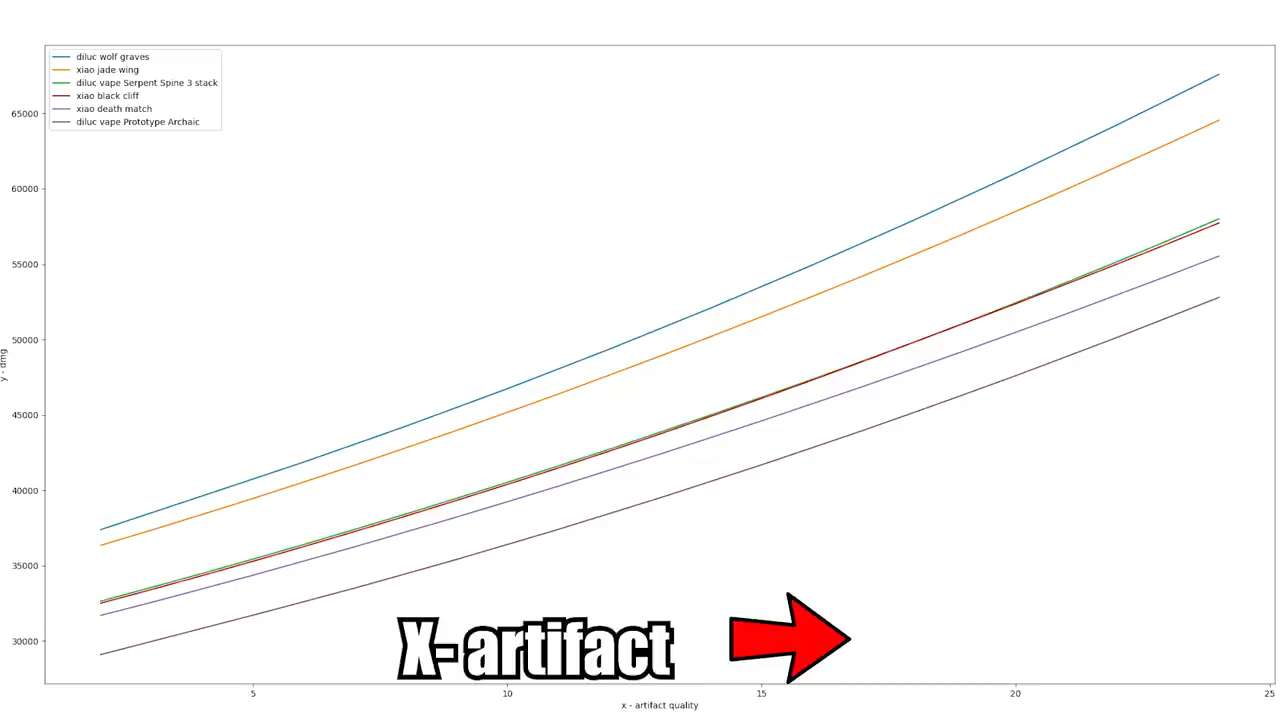 diluc wolf graves
xiao jade wing
diluc vape Serpent Spine 3 stack
xiao black cliff
xiao death match
diluc vape Prototype Archaic
65000
60000
55000
50000
45000
40000
35000
30000
y - dmg
X-artifact
5
10
15
20
25
x - artifact quality